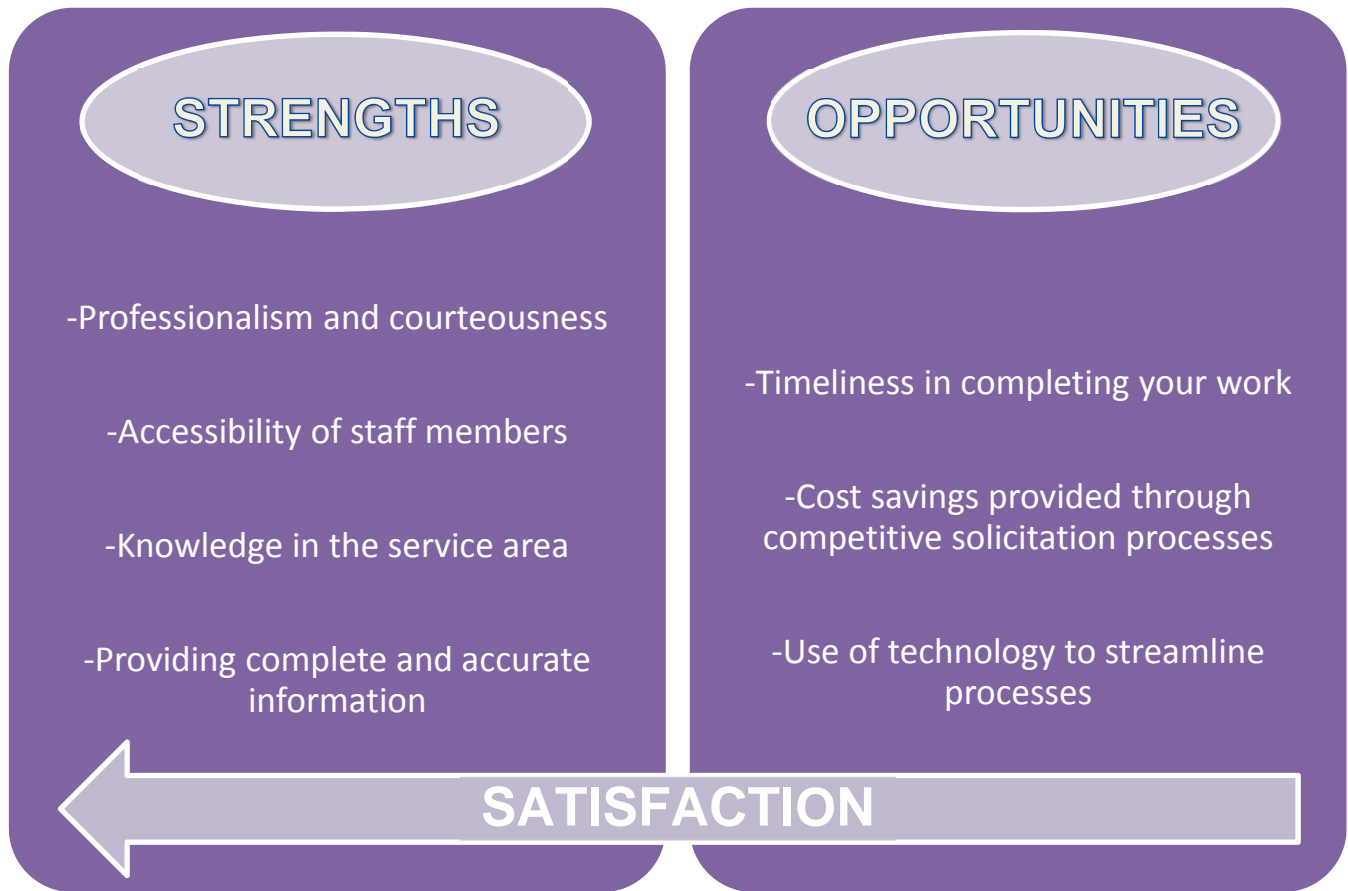 STRENGTHS
-Professionalism and courteousness
-Accessibility of staff members
-Knowledge in the service area
-Providing complete and accurate
information
OPPORTUNITIES
-Timeliness in completing your work
-Cost savings provided through
competitive solicitation processes
-Use of technology to streamline
processes
SATISFACTION